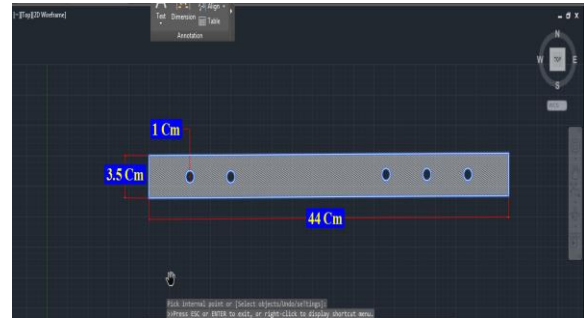 [-][Top][2D Wireframe]
Text
Dimension
Align
Table
Annotation
N
W
TOP
E
S
1 Cm
3.5 Cm
44 Cm
Pick internal point or [Select objects/Undo/seTtings]:
>>Press ESC or ENTER to exit, or right-click to display shortcut menu.